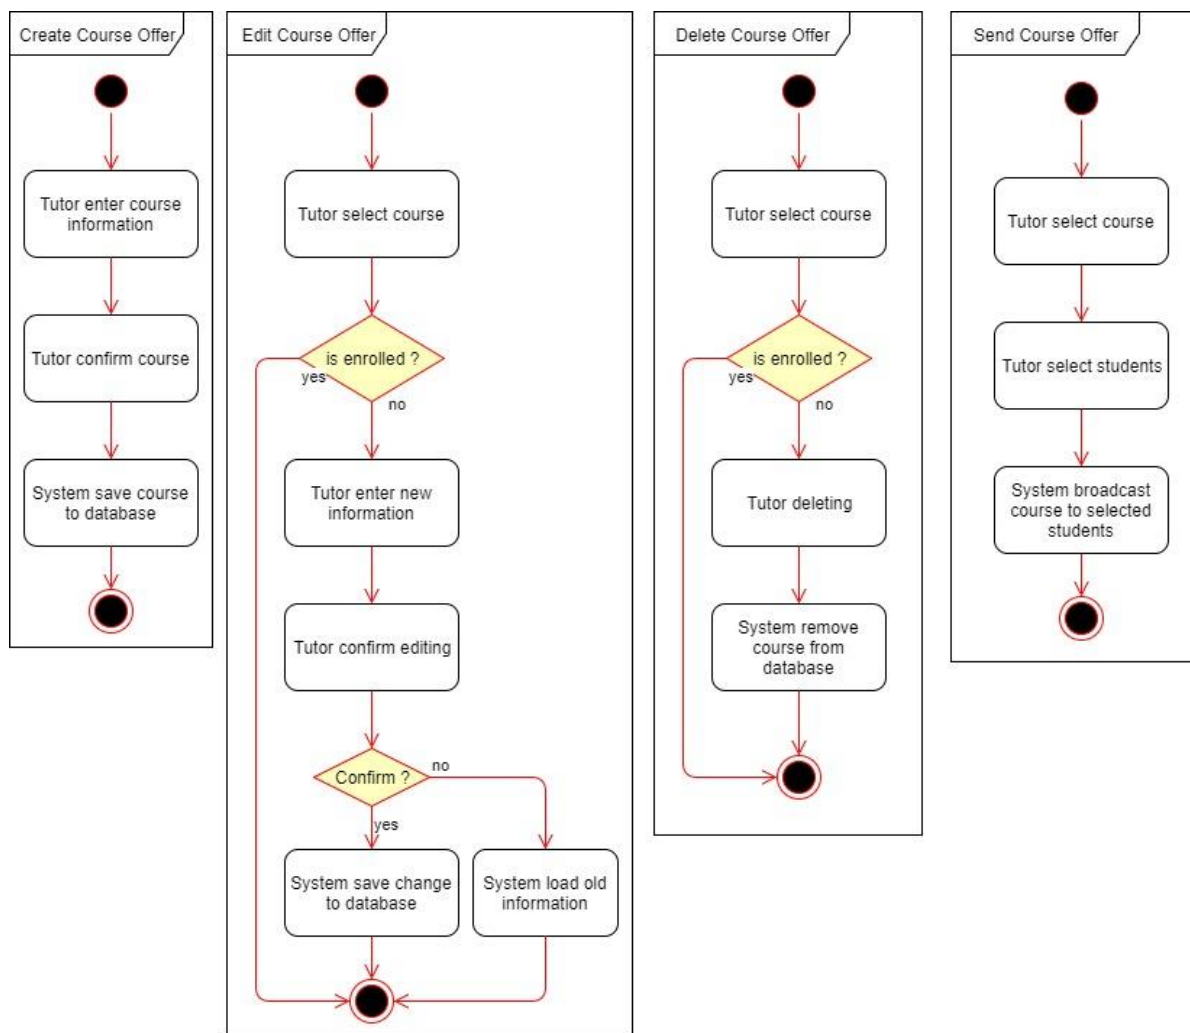 Create Course Offer
Tutor enter course
information
Tutor confirm course
System save course
to database
Edit Course Offer
Tutor select course
is enrolled ?
yes
no
Tutor enter new
information
Tutor confirm editing
Confirm ?
no
yes
System save change
to database
System load old
information
Delete Course Offer
Tutor select course
is enrolled ?
yes
no
Tutor deleting
System remove
course from
database
Send Course Offer
Tutor select course
Tutor select students
System broadcast
course to selected
students